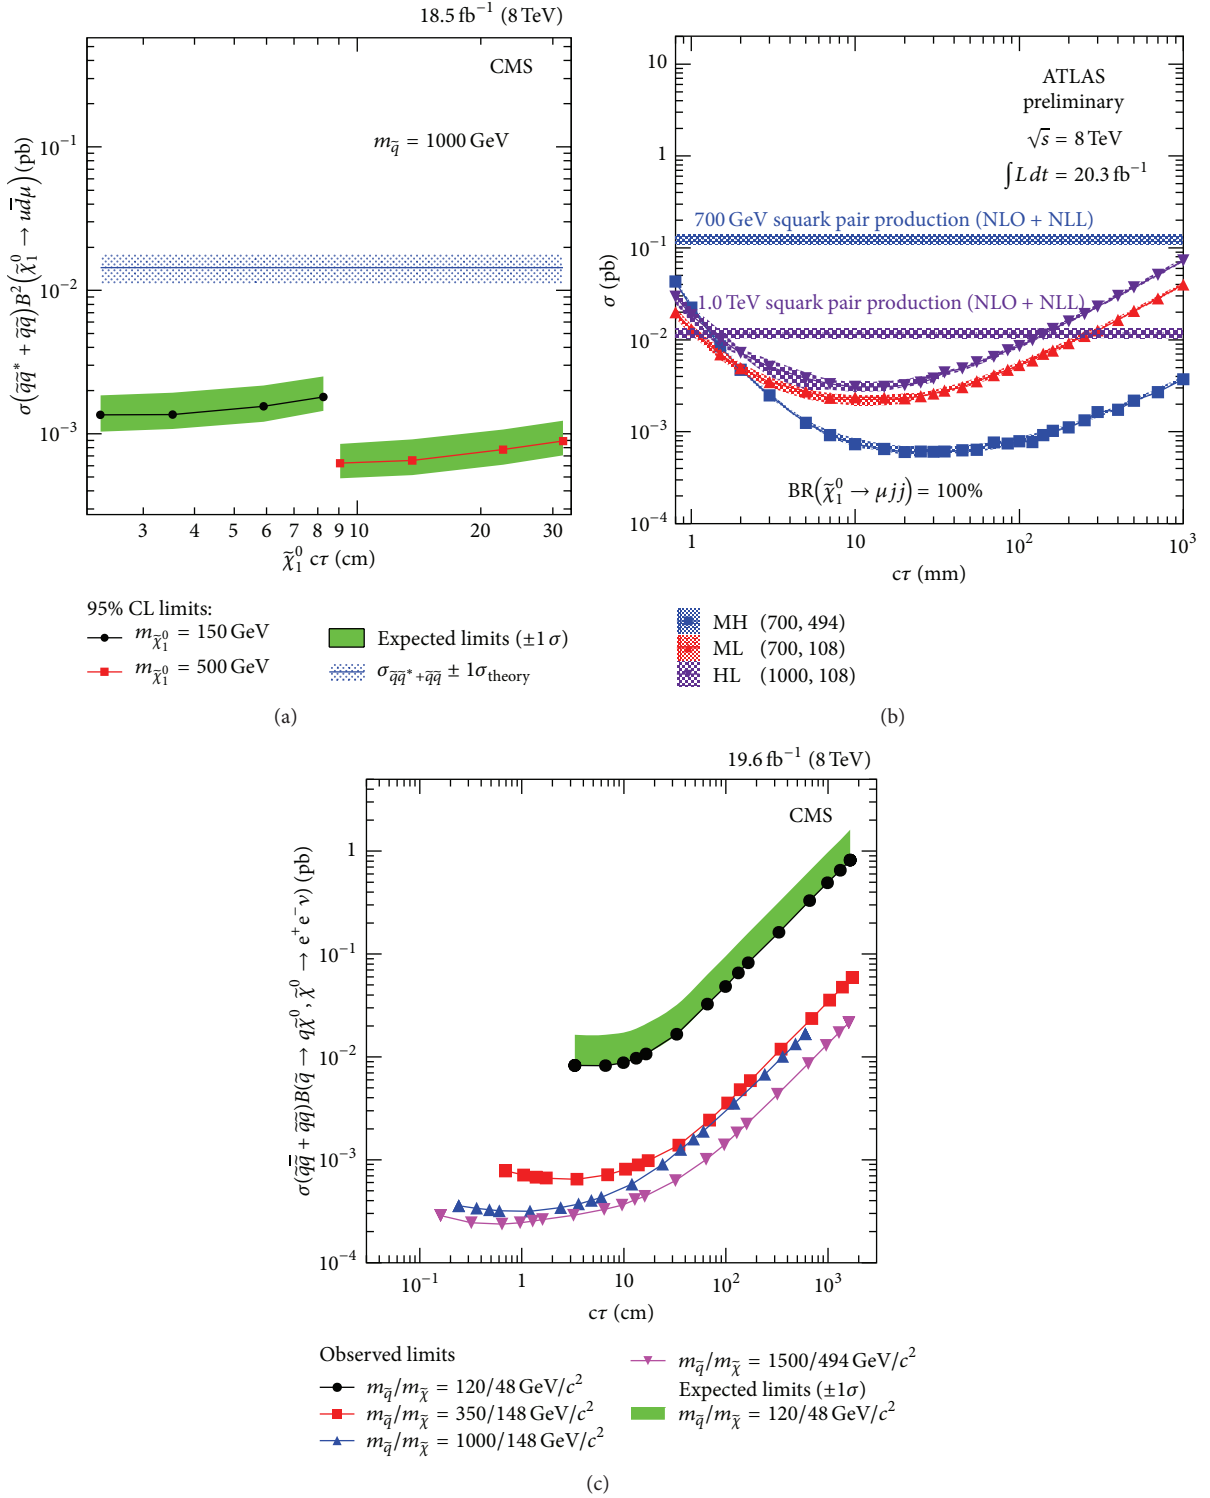 18.5 fb⁻¹ (8 TeV)
CMS
m_q̃ = 1000 GeV
10⁻¹
10⁻²
10⁻³
σ(q̃q̃* + q̃q̃)B²(χ̃₁⁰ → u d̅ μ) (pb)
3 4 5 6 7 8 9 10 20 30
χ̃₁⁰ cτ (cm)
95% CL limits:
m_χ̃₁⁰ = 150 GeV
m_χ̃₁⁰ = 500 GeV
Expected limits (±1 σ)
σ_q̃q̃*+q̃q̃ ± 1σ_theory
(a)
ATLAS
preliminary
√s = 8 TeV
∫ L dt = 20.3 fb⁻¹
700 GeV squark pair production (NLO + NLL)
1.0 TeV squark pair production (NLO + NLL)
BR(χ̃₁⁰ → μjj) = 100%
10
1
10⁻¹
10⁻²
10⁻³
10⁻⁴
σ (pb)
1 10 10² 10³
cτ (mm)
MH (700, 494)
ML (700, 108)
HL (1000, 108)
(b)
19.6 fb⁻¹ (8 TeV)
CMS
1
10⁻¹
10⁻²
10⁻³
10⁻⁴
σ(q̃q̃̅ + q̃q̃)B(q̃ → qχ̃⁰, χ̃⁰ → e⁺e⁻ν) (pb)
10⁻¹ 1 10 10² 10³
cτ (cm)
Observed limits
m_q̃/m_χ̃ = 120/48 GeV/c²
m_q̃/m_χ̃ = 350/148 GeV/c²
m_q̃/m_χ̃ = 1000/148 GeV/c²
m_q̃/m_χ̃ = 1500/494 GeV/c²
Expected limits (±1σ)
m_q̃/m_χ̃ = 120/48 GeV/c²
(c)